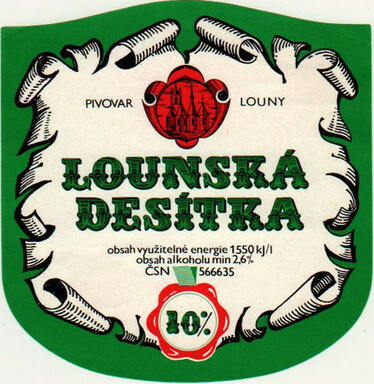 PIVOVAR LOUNY
LOUNSKÁ
DESÍTKA
obsah využitelné energie 1550 kJ/l
obsah alkoholu min 2,6%
ČSN 566635
10%